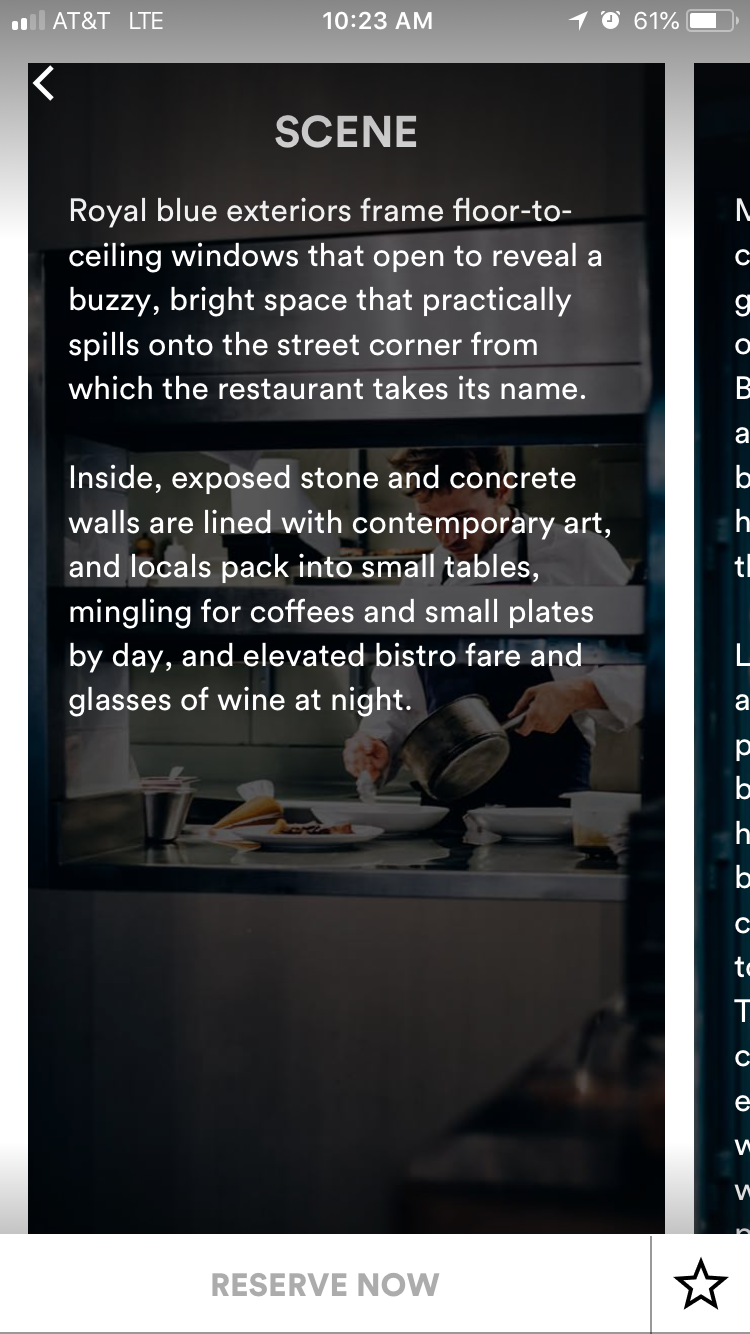 AT&T LTE 10:23 AM 61%
SCENE
Royal blue exteriors frame floor-to-
ceiling windows that open to reveal a
buzzy, bright space that practically
spills onto the street corner from
which the restaurant takes its name.
Inside, exposed stone and concrete
walls are lined with contemporary art,
and locals pack into small tables,
mingling for coffees and small plates
by day, and elevated bistro fare and
glasses of wine at night.
RESERVE NOW